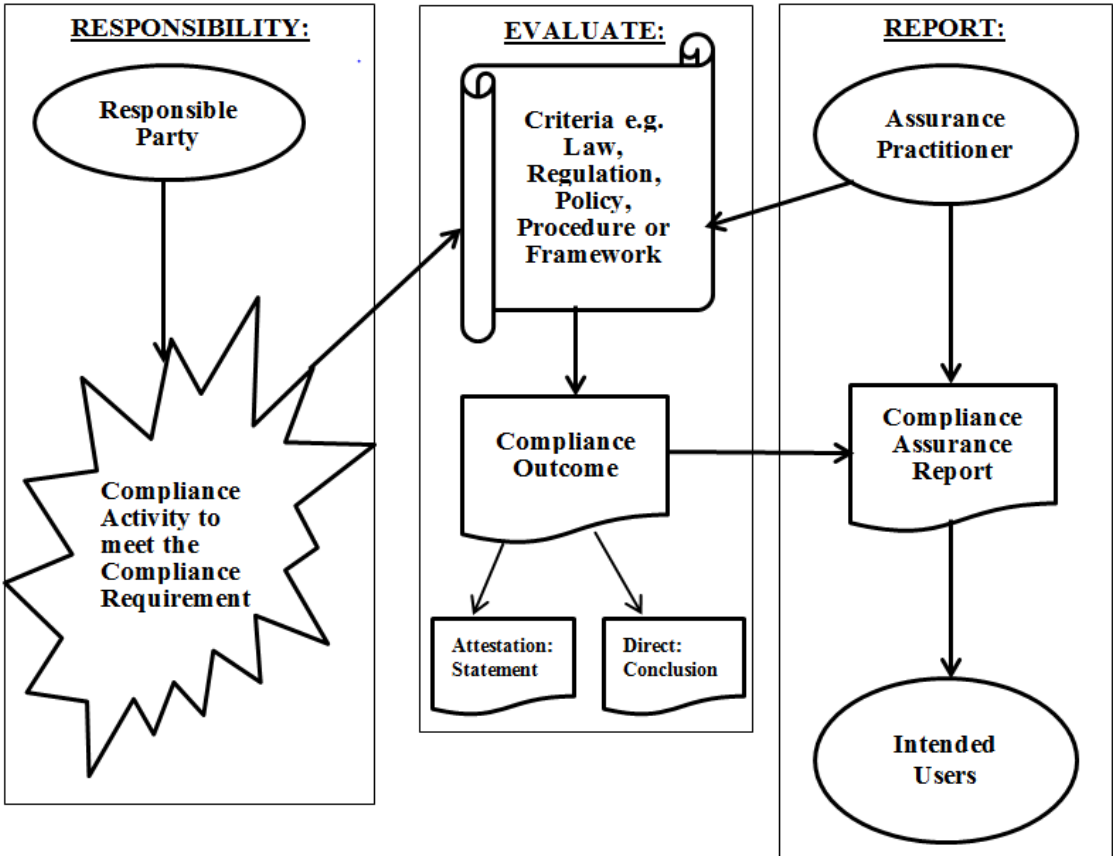 RESPONSIBILITY:
Responsible
Party
Compliance
Activity to
meet the
Compliance
Requirement
EVALUATE:
Criteria e.g.
Law,
Regulation,
Policy,
Procedure or
Framework
Compliance
Outcome
Attestation:
Statement
Direct:
Conclusion
REPORT:
Assurance
Practitioner
Compliance
Assurance
Report
Intended
Users